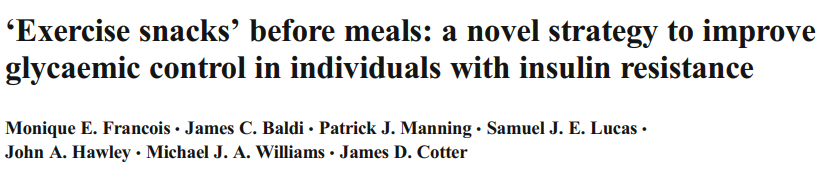 ‘Exercise snacks’ before meals: a novel strategy to improve
glycaemic control in individuals with insulin resistance
Monique E. Francois · James C. Baldi · Patrick J. Manning · Samuel J. E. Lucas ·
John A. Hawley · Michael J. A. Williams · James D. Cotter